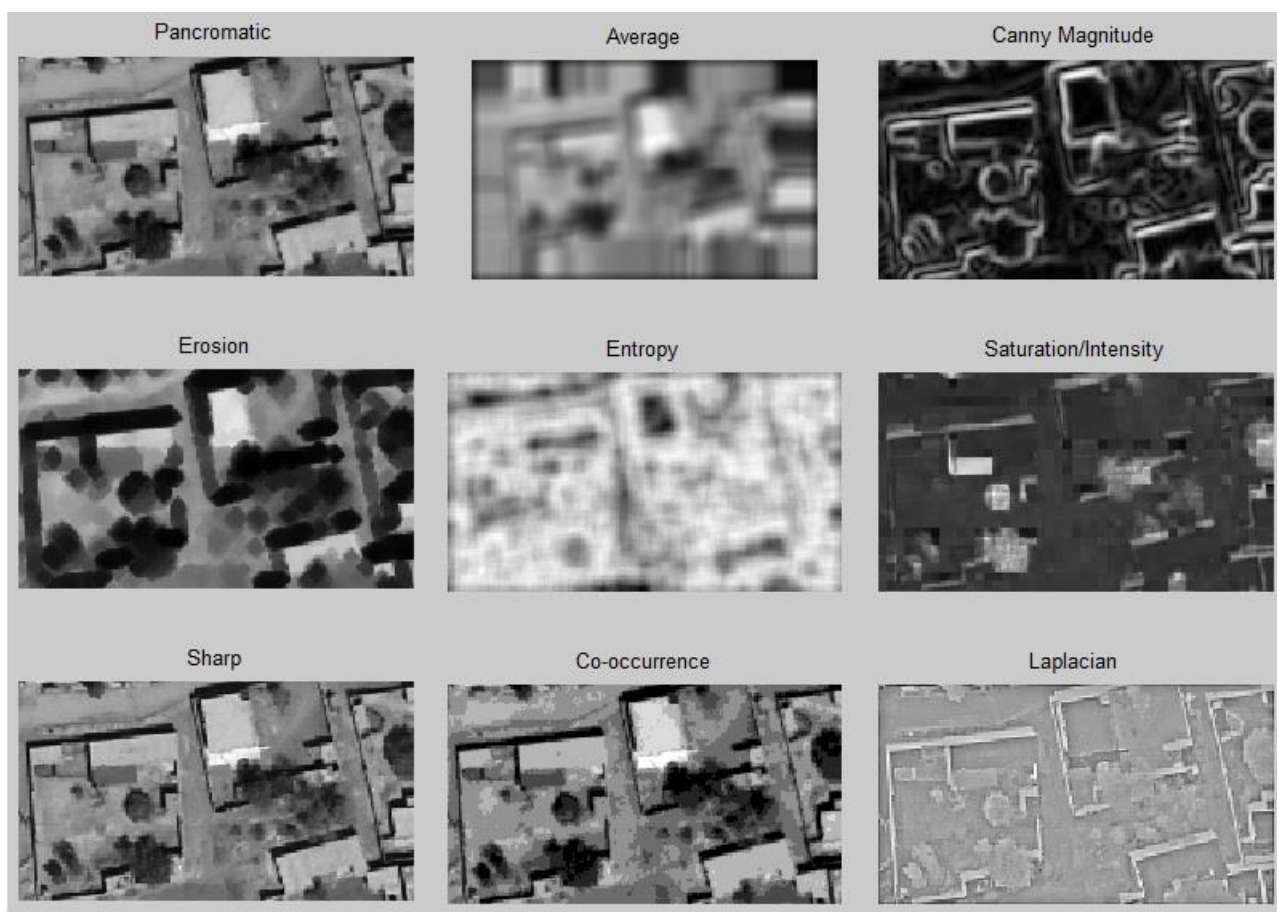 Pancromatic
Average
Canny Magnitude
Erosion
Entropy
Saturation/Intensity
Sharp
Co-occurrence
Laplacian